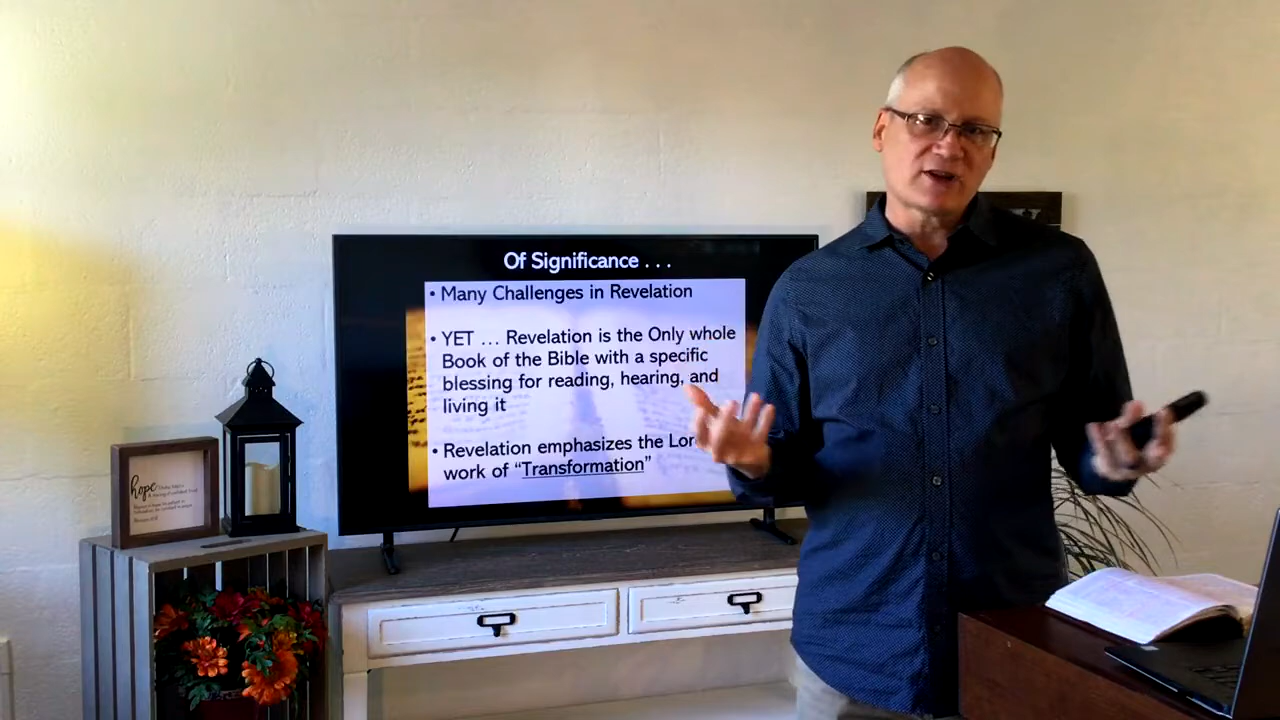 Of Significance . . .
• Many Challenges in Revelation
• YET ... Revelation is the Only whole
Book of the Bible with a specific
blessing for reading, hearing, and
living it
• Revelation emphasizes the Lor
work of “Transformation”
hope